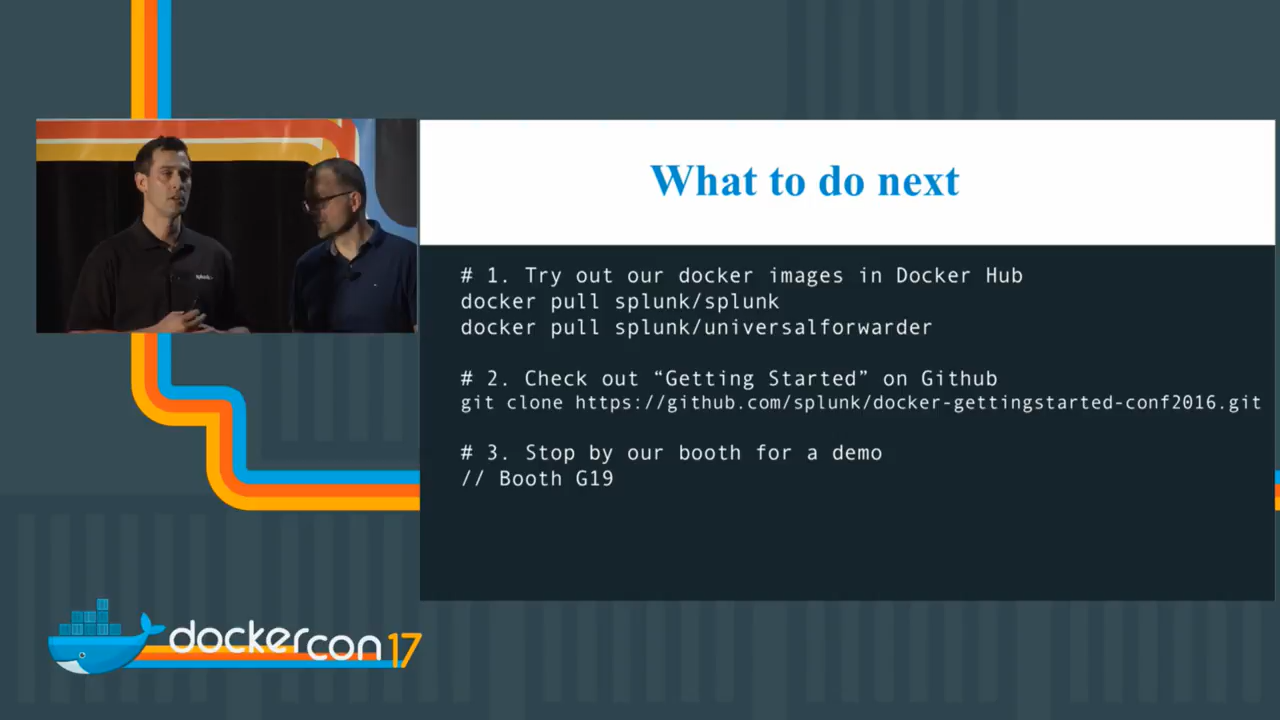 What to do next
# 1. Try out our docker images in Docker Hub
docker pull splunk/splunk
docker pull splunk/universalforwarder
# 2. Check out “Getting Started” on Github
git clone https://github.com/splunk/docker-gettingstarted-conf2016.git
# 3. Stop by our booth for a demo
// Booth G19
dockercon 17